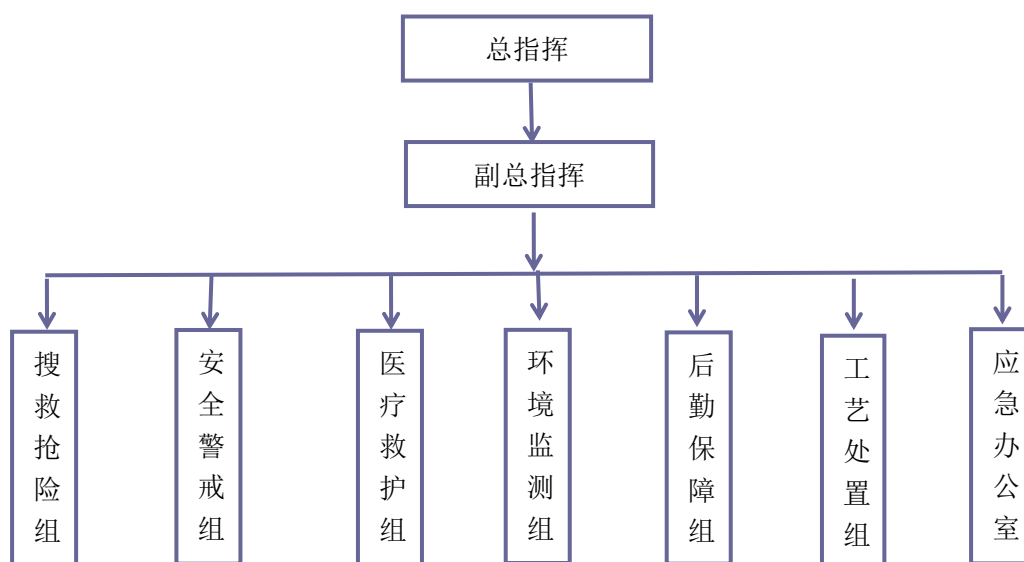 总指挥
副总指挥
搜救抢险组
安全警戒组
医疗救护组
环境监测组
后勤保障组
工艺处置组
应急办公室